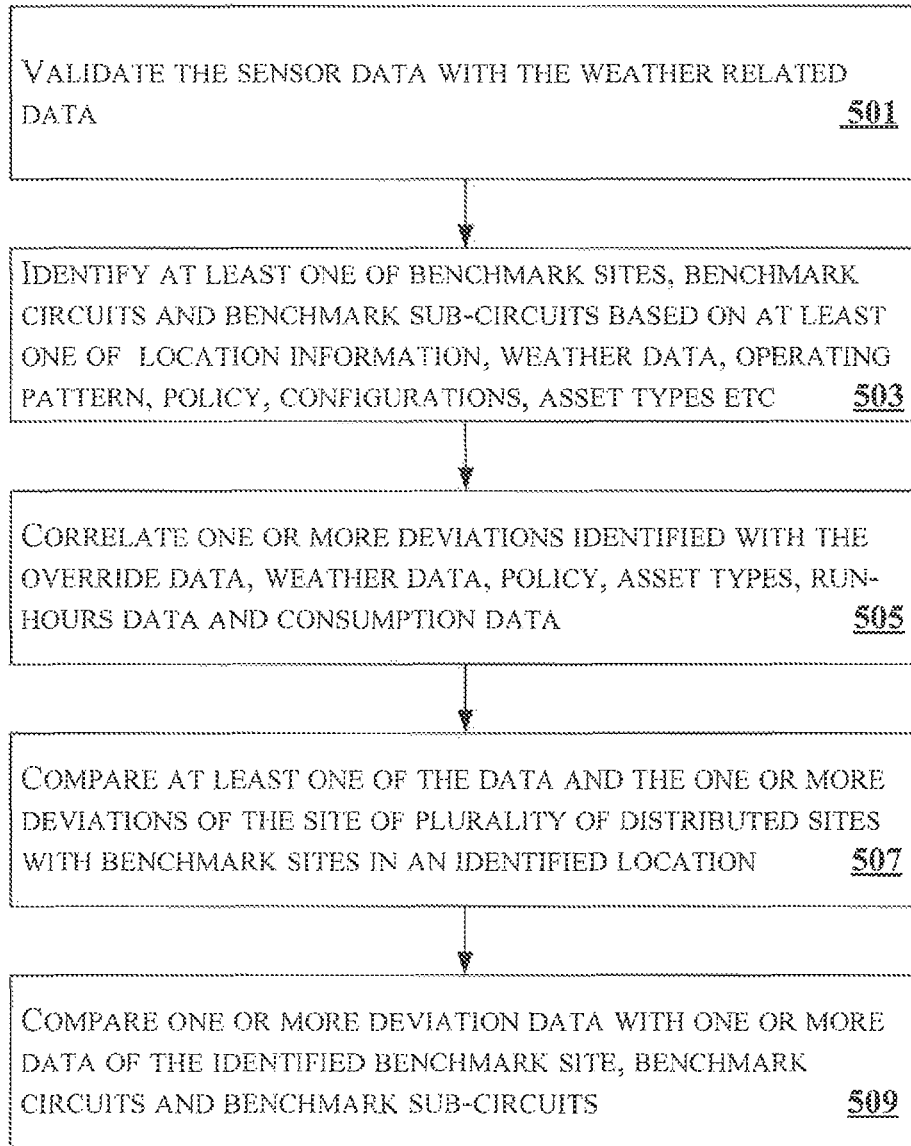 VALIDATE THE SENSOR DATA WITH THE WEATHER RELATED
DATA 501
IDENTIFY AT LEAST ONE OF BENCHMARK SITES, BENCHMARK
CIRCUITS AND BENCHMARK SUB-CIRCUITS BASED ON AT LEAST
ONE OF LOCATION INFORMATION, WEATHER DATA, OPERATING
PATTERN, POLICY, CONFIGURATIONS, ASSET TYPES ETC 503
CORRELATE ONE OR MORE DEVIATIONS IDENTIFIED WITH THE
OVERRIDE DATA, WEATHER DATA, POLICY, ASSET TYPES, RUN-
HOURS DATA AND CONSUMPTION DATA 505
COMPARE AT LEAST ONE OF THE DATA AND THE ONE OR MORE
DEVIATIONS OF THE SITE OF PLURALITY OF DISTRIBUTED SITES
WITH BENCHMARK SITES IN AN IDENTIFIED LOCATION 507
COMPARE ONE OR MORE DEVIATION DATA WITH ONE OR MORE
DATA OF THE IDENTIFIED BENCHMARK SITE, BENCHMARK
CIRCUITS AND BENCHMARK SUB-CIRCUITS 509